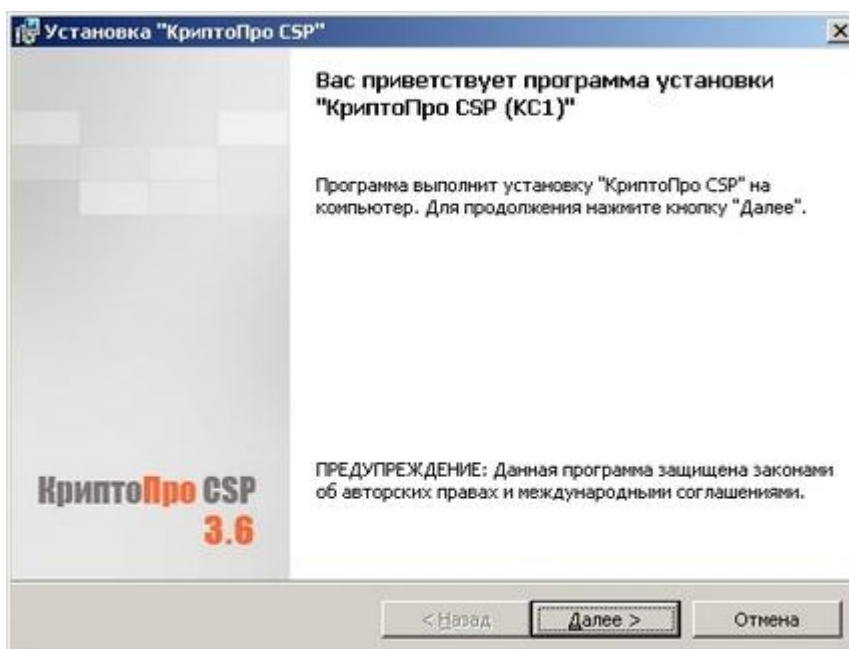 Установка "КриптоПро CSP"
Вас приветствует программа установки
"КриптоПро CSP (KC1)"
Программа выполнит установку "КриптоПро CSP" на
компьютер. Для продолжения нажмите кнопку "Далее".
ПРЕДУПРЕЖДЕНИЕ: Данная программа защищена законами
об авторских правах и международными соглашениями.
КриптоПро CSP
3.6
< Назад
Далее >
Отмена